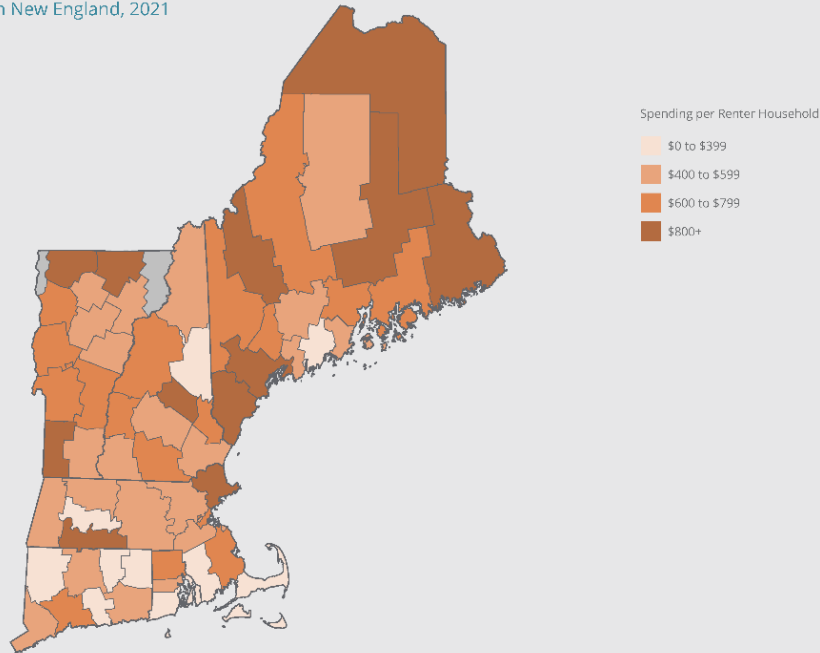 n New England, 2021
Spending per Renter Household
$0 to $399
$400 to $599
$600 to $799
$800+